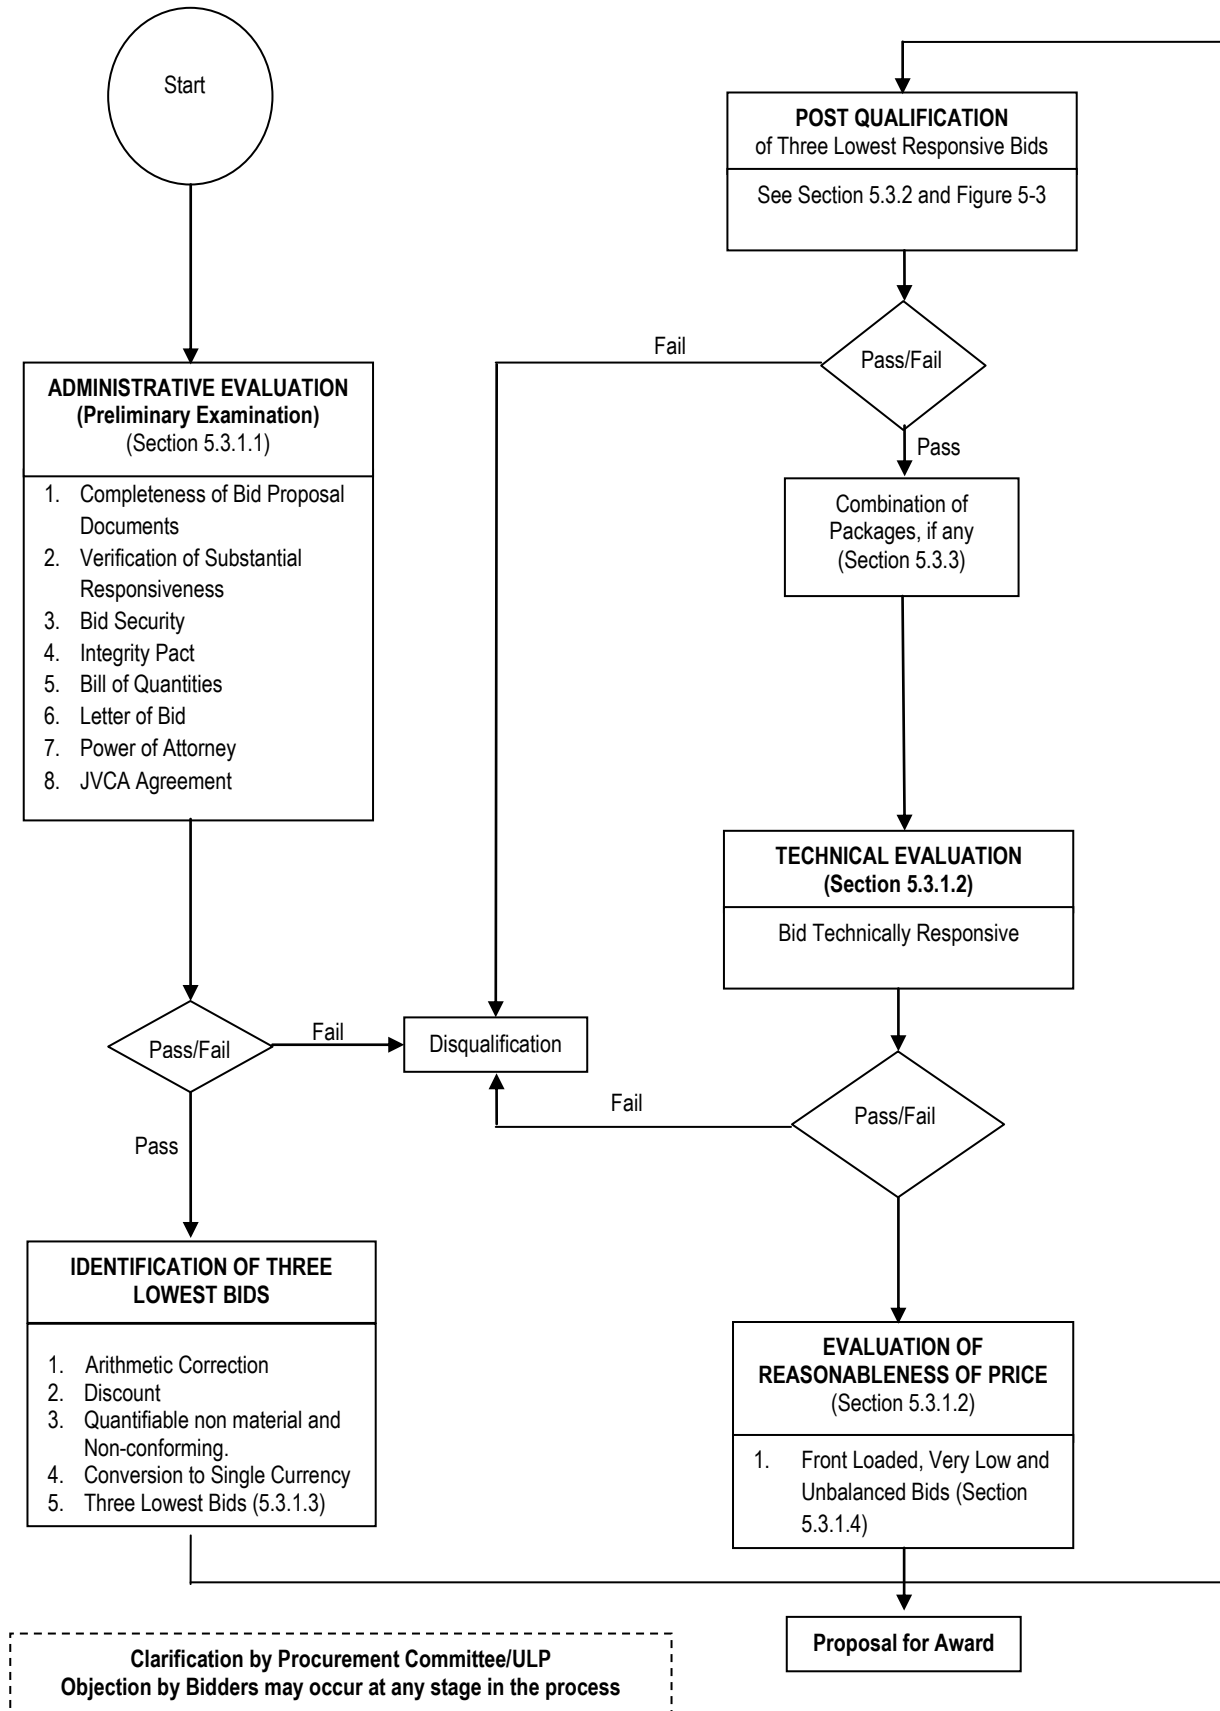 Start
ADMINISTRATIVE EVALUATION
(Preliminary Examination)
(Section 5.3.1.1)
1. Completeness of Bid Proposal
Documents
2. Verification of Substantial
Responsiveness
3. Bid Security
4. Integrity Pact
5. Bill of Quantities
6. Letter of Bid
7. Power of Attorney
8. JVCA Agreement
Pass/Fail
Fail
Disqualification
Pass
IDENTIFICATION OF THREE
LOWEST BIDS
1. Arithmetic Correction
2. Discount
3. Quantifiable non material and
Non-conforming.
4. Conversion to Single Currency
5. Three Lowest Bids (5.3.1.3)
POST QUALIFICATION
of Three Lowest Responsive Bids
See Section 5.3.2 and Figure 5-3
Pass/Fail
Fail
Pass
Combination of
Packages, if any
(Section 5.3.3)
TECHNICAL EVALUATION
(Section 5.3.1.2)
Bid Technically Responsive
Pass/Fail
Fail
EVALUATION OF
REASONABLENESS OF PRICE
(Section 5.3.1.2)
1. Front Loaded, Very Low and
Unbalanced Bids (Section
5.3.1.4)
Proposal for Award
Clarification by Procurement Committee/ULP
Objection by Bidders may occur at any stage in the process